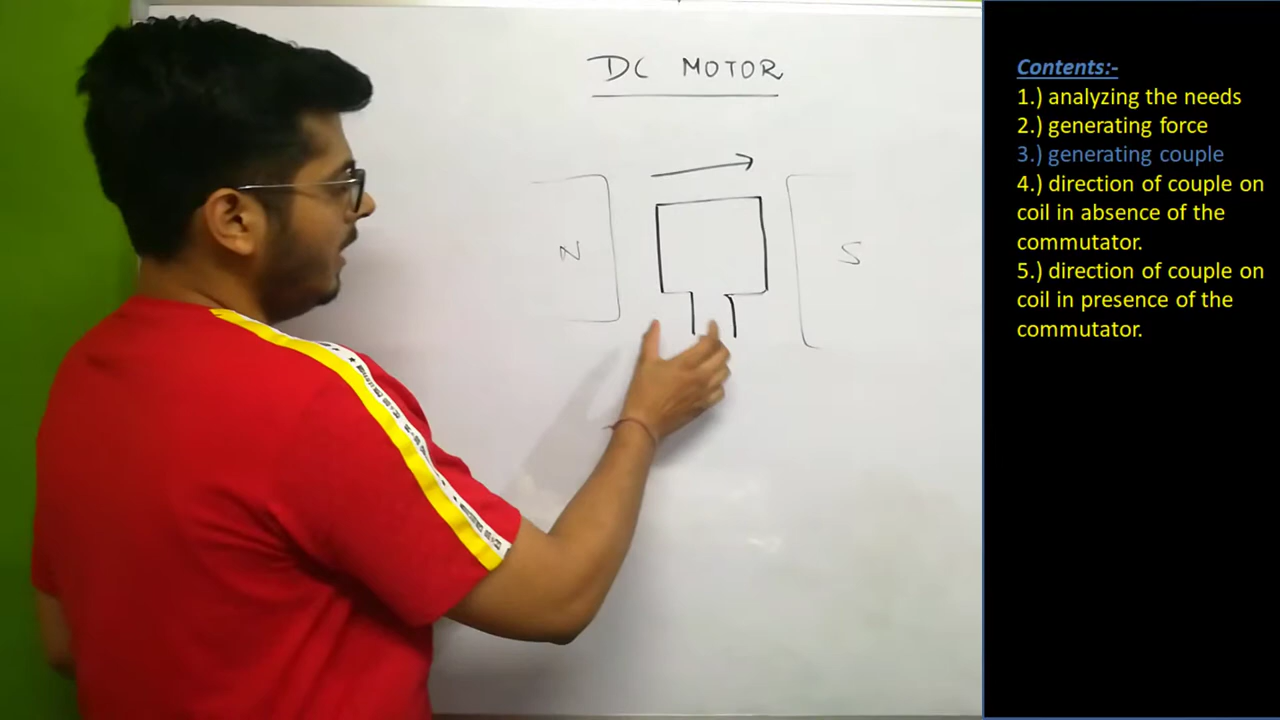 DC MOTOR
N
S
Contents:-
1.) analyzing the needs
2.) generating force
3.) generating couple
4.) direction of couple on
coil in absence of the
commutator.
5.) direction of couple on
coil in presence of the
commutator.